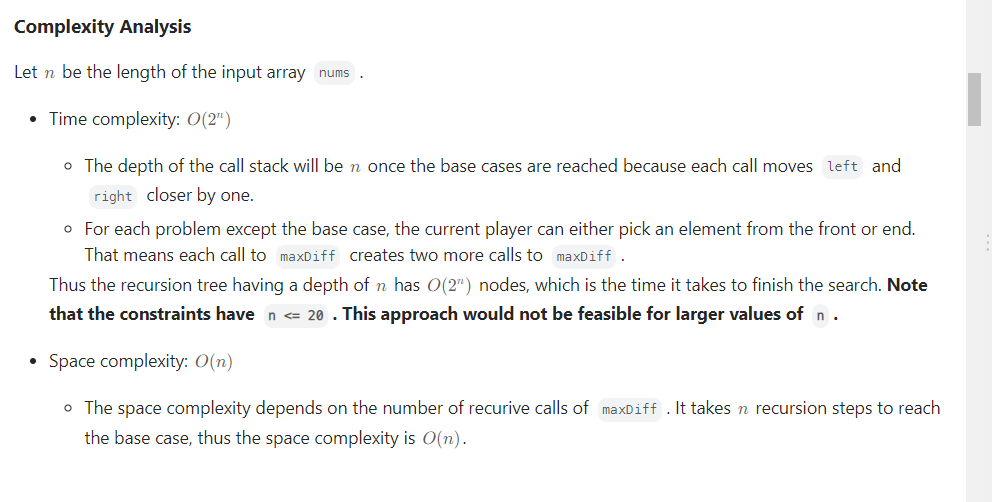 Complexity Analysis
Let n be the length of the input array nums .
• Time complexity: O(2ⁿ)
○ The depth of the call stack will be n once the base cases are reached because each call moves left and
right closer by one.
○ For each problem except the base case, the current player can either pick an element from the front or end.
That means each call to maxDiff creates two more calls to maxDiff .
Thus the recursion tree having a depth of n has O(2ⁿ) nodes, which is the time it takes to finish the search. Note
that the constraints have n <= 20 . This approach would not be feasible for larger values of n .
• Space complexity: O(n)
○ The space complexity depends on the number of recurive calls of maxDiff . It takes n recursion steps to reach
the base case, thus the space complexity is O(n).